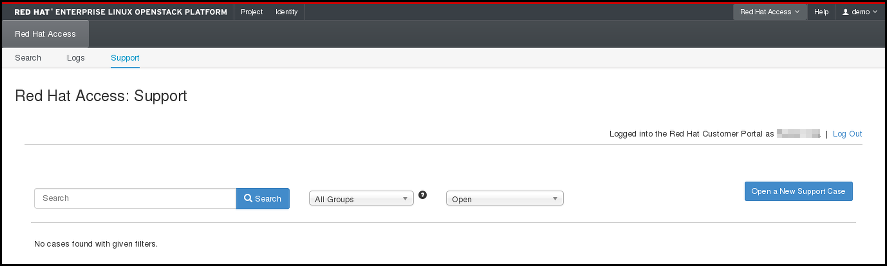 RED HAT® ENTERPRISE LINUX OPENSTACK PLATFORM Project Identity Red Hat Access Help demo
Red Hat Access
Search Logs Support
Red Hat Access: Support
Logged into the Red Hat Customer Portal as | Log Out
Search Search All Groups ? Open Open a New Support Case
No cases found with given filters.